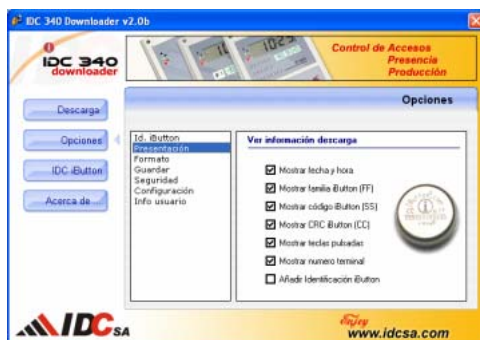 IDC 340 Downloader v2.0b
IDC 340
downloader
Control de Accesos
Presencia
Producción
Opciones
Descarga
Opciones
IDC iButton
Acerca de ...
Id. iButton
Presentación
Formato
Guarder
Seguridad
Configuración
Info usuario
Ver información descarga
Mostrar fecha y hora
Mostrar familia iButton (FF)
Mostrar código iButton (SS)
Mostrar CRC iButton (CC)
Mostrar teclas pulsadas
Mostrar numero terminal
Añadir Identificación iButton
IDC SA
Enjoy
www.idcsa.com